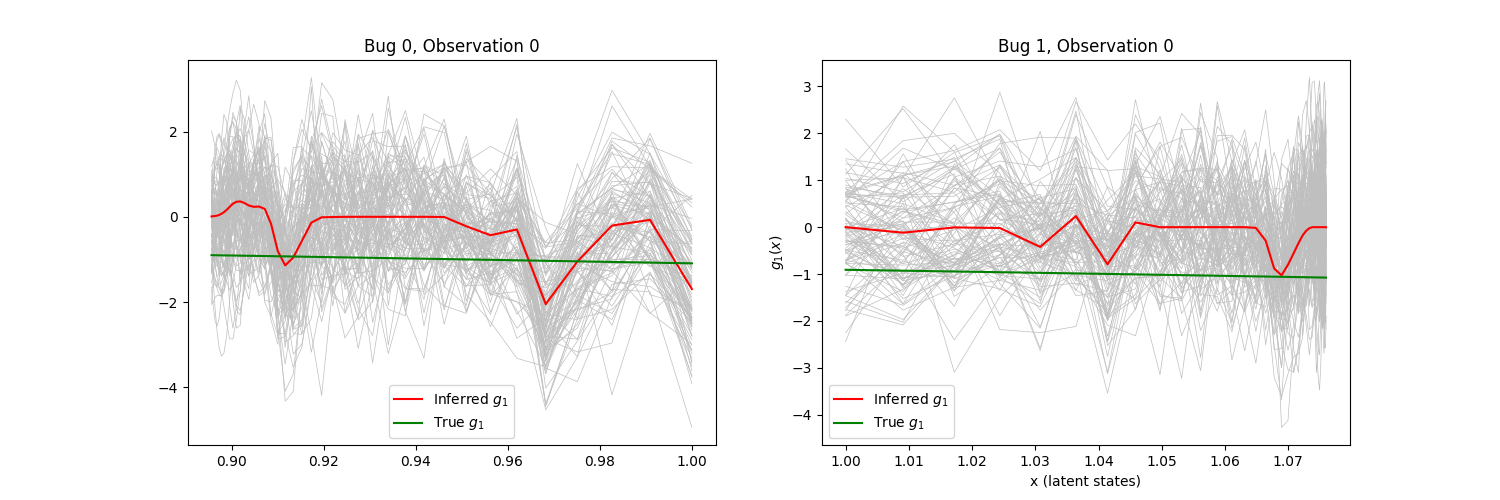 Bug 0, Observation 0
2
0
−2
−4
0.90 0.92 0.94 0.96 0.98 1.00
Inferred g₁
True g₁
Bug 1, Observation 0
g₁(x)
3
2
1
0
−1
−2
−3
−4
1.00 1.01 1.02 1.03 1.04 1.05 1.06 1.07
x (latent states)
Inferred g₁
True g₁